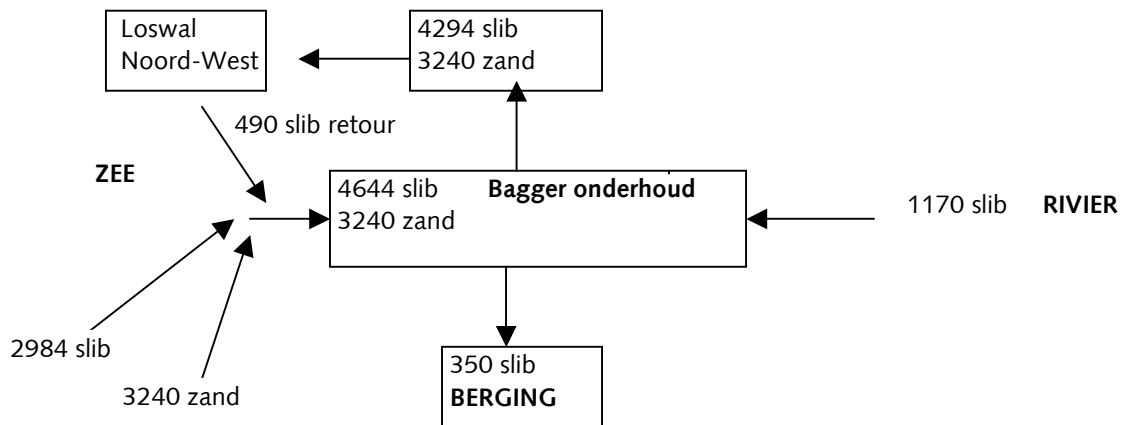 Loswal
Noord-West
4294 slib
3240 zand
490 slib retour
ZEE
4644 slib
3240 zand
Bagger onderhoud
1170 slib
RIVIER
2984 slib
3240 zand
350 slib
BERGING